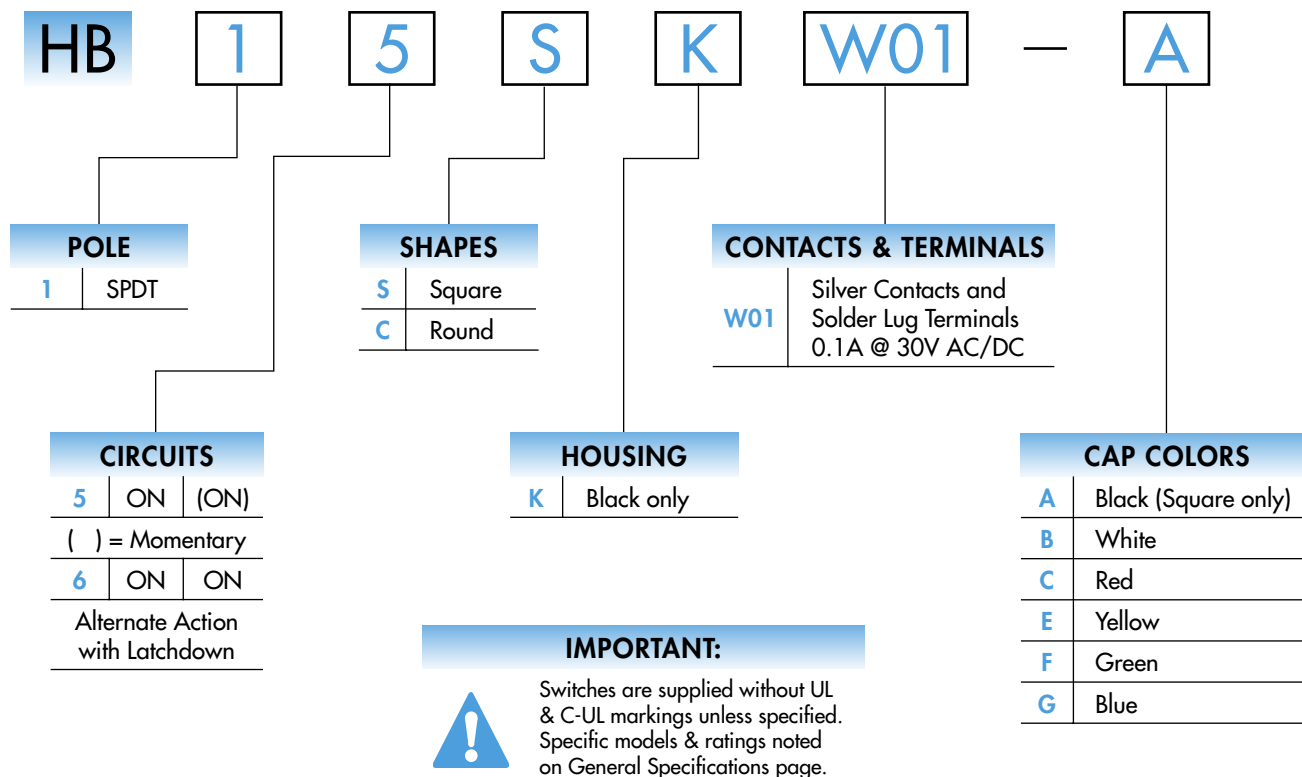 HB 1 5 S K W01 — A
POLE
1 SPDT
SHAPES
S Square
C Round
CONTACTS & TERMINALS
W01 Silver Contacts and
Solder Lug Terminals
0.1A @ 30V AC/DC
CIRCUITS
5 ON (ON)
( ) = Momentary
6 ON ON
Alternate Action
with Latchdown
HOUSING
K Black only
CAP COLORS
A Black (Square only)
B White
C Red
E Yellow
F Green
G Blue
IMPORTANT:
Switches are supplied without UL
& C-UL markings unless specified.
Specific models & ratings noted
on General Specifications page.